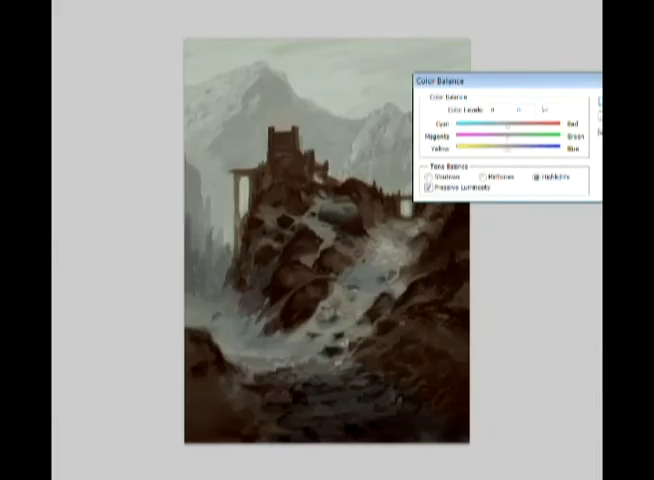 Color Balance
Color Balance
Color Levels:
Cyan Red
Magenta Green
Yellow Blue
Tone Balance
Shadows Midtones Highlights
Preserve Luminosity